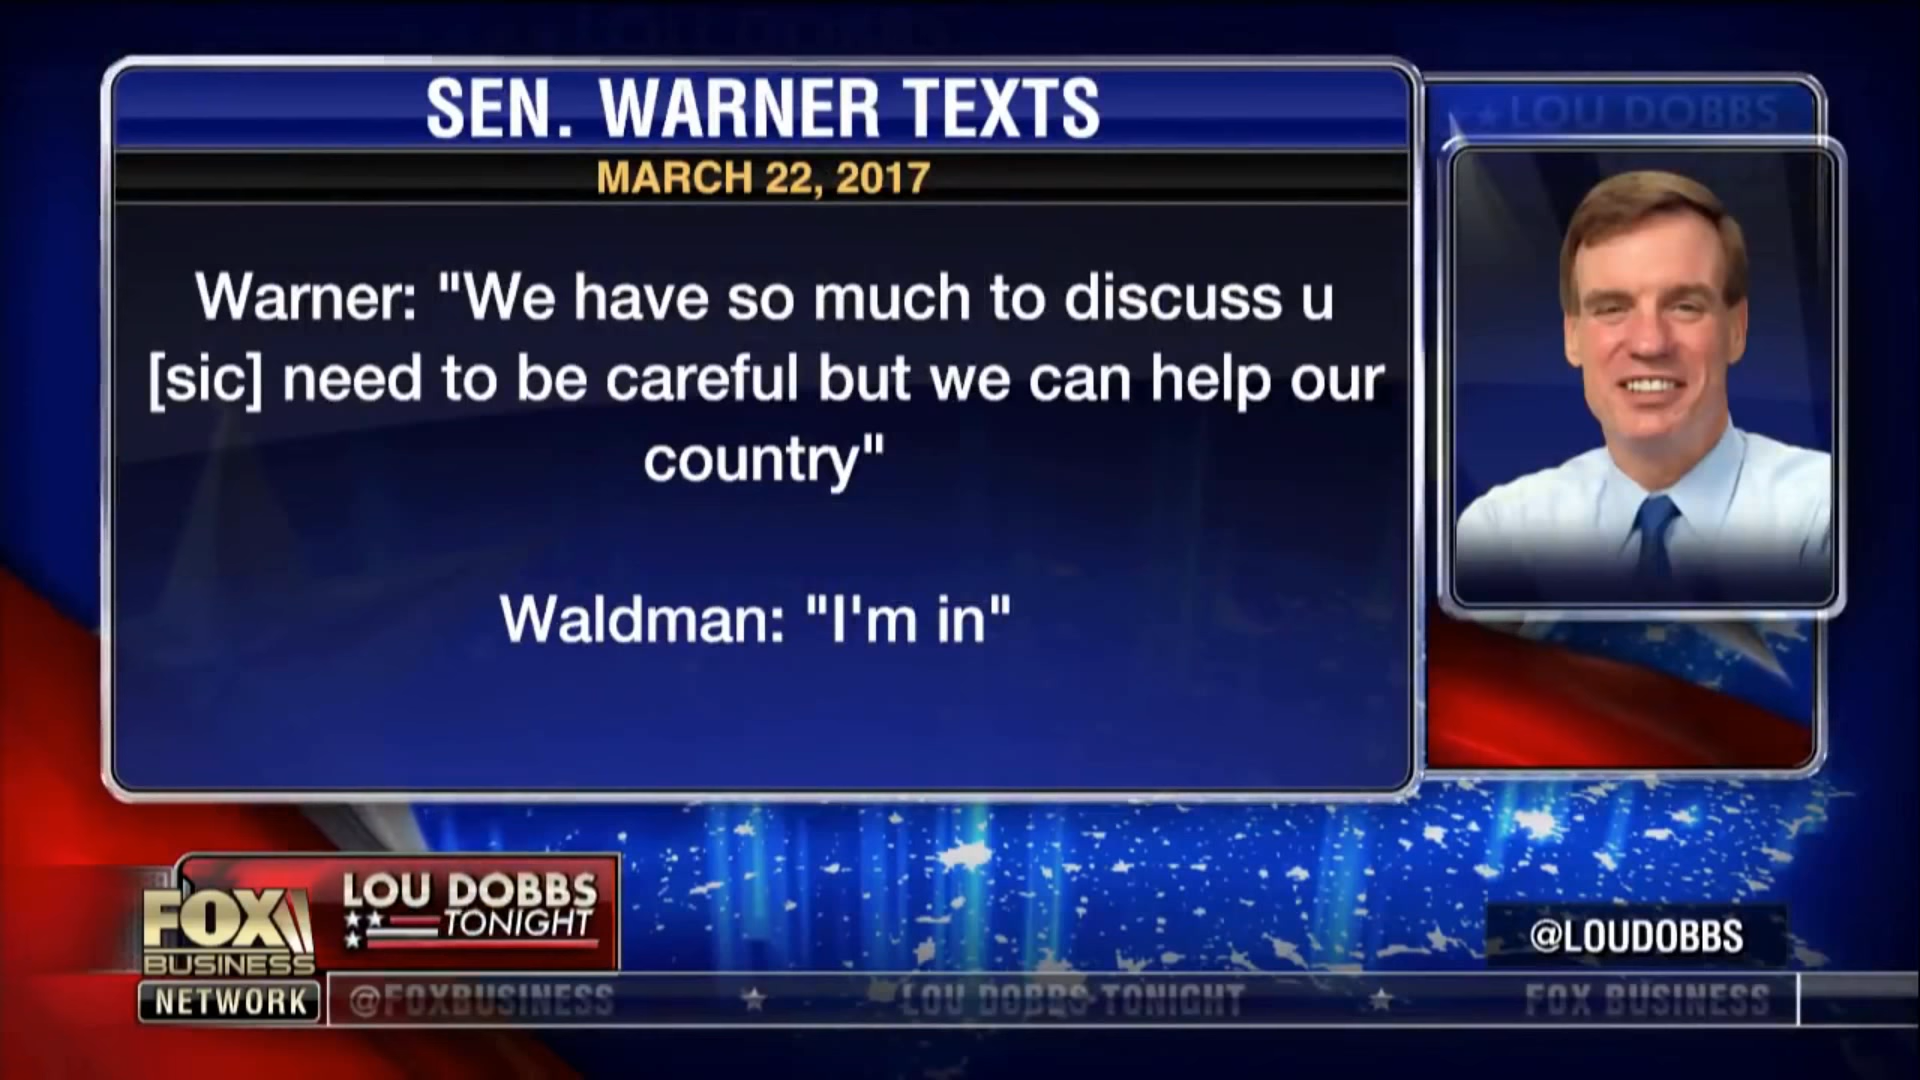 LOU DOBBS
SEN. WARNER TEXTS
MARCH 22, 2017
Warner: "We have so much to discuss u
[sic] need to be careful but we can help our
country"
Waldman: "I'm in"
FOX
BUSINESS
NETWORK
LOU DOBBS
TONIGHT
@LOUDOBBS
@FOXBUSINESS
LOU DOBBS TONIGHT
FOX BUSINESS